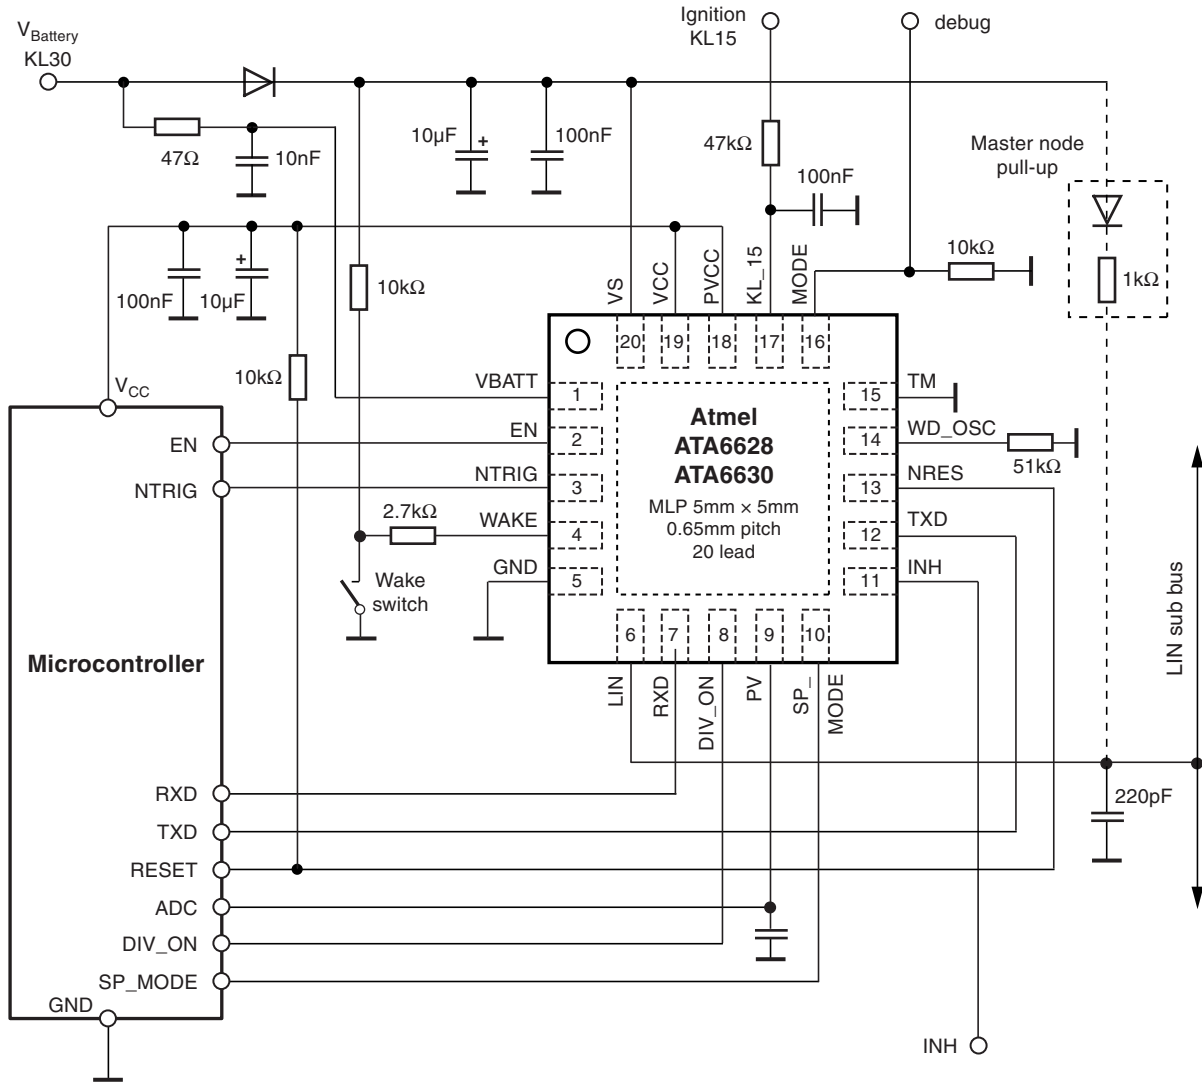 Ignition
KL15
debug
VBattery
KL30
47Ω
10nF
10µF
+
100nF
47kΩ
100nF
Master node
pull-up
10kΩ
1kΩ
100nF
+
10µF
10kΩ
10kΩ
VS
VCC
PVCC
KL_15
MODE
20
19
18
17
16
VCC
VBATT
1
EN
2
NTRIG
3
2.7kΩ
WAKE
4
GND
5
Wake
switch
Atmel
ATA6628
ATA6630
MLP 5mm × 5mm
0.65mm pitch
20 lead
15
TM
14
WD_OSC
51kΩ
13
NRES
12
TXD
11
INH
6
7
8
9
10
LIN
RXD
DIV_ON
PV
SP_
MODE
LIN sub bus
220pF
EN
NTRIG
Microcontroller
RXD
TXD
RESET
ADC
DIV_ON
SP_MODE
GND
INH